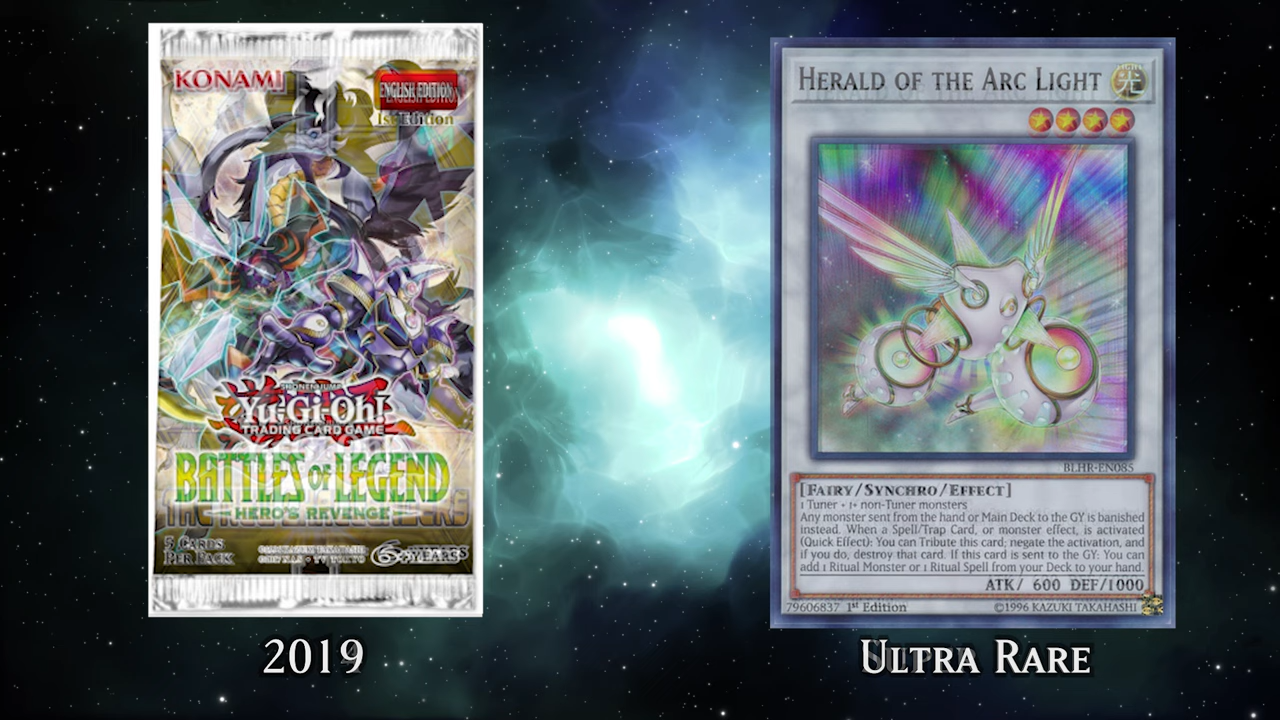 KONAMI
ENGLISH EDITION
1st Edition
SHONEN JUMP
Yu-Gi-Oh!
TRADING CARD GAME
BATTLES OF LEGEND
HERO'S REVENGE
5 CARDS
PER PACK
2019
HERALD OF THE ARC LIGHT
LIGHT
光
BLHR-EN085
[FAIRY/SYNCHRO/EFFECT]
1 Tuner + 1+ non-Tuner monsters
Any monster sent from the hand or Main Deck to the GY is banished
instead. When a Spell/Trap Card, or monster effect, is activated
(Quick Effect): You can Tribute this card; negate the activation, and
if you do, destroy that card. If this card is sent to the GY: You can
add 1 Ritual Monster or 1 Ritual Spell from your Deck to your hand.
ATK/ 600 DEF/1000
79606837 1st Edition
©1996 KAZUKI TAKAHASHI
ULTRA RARE